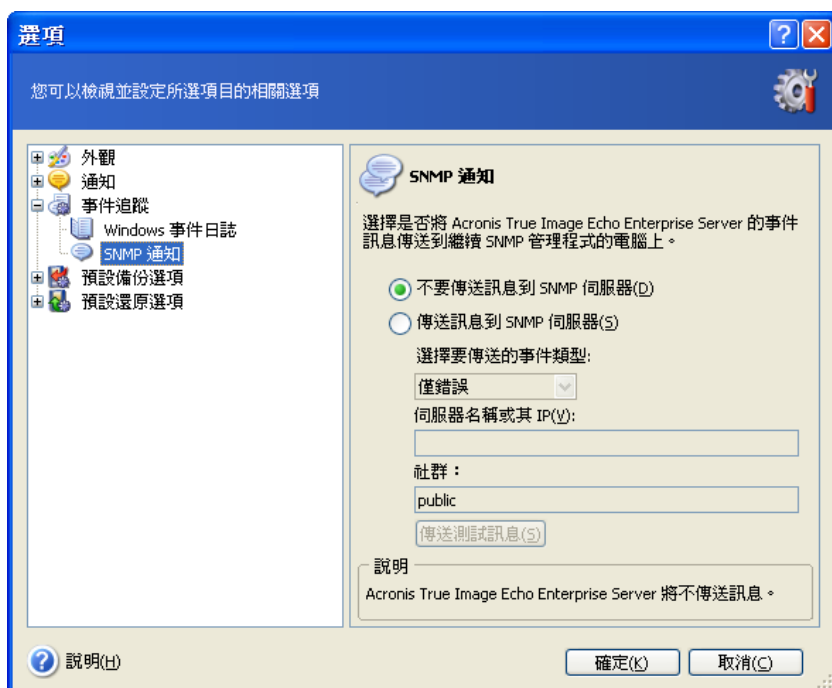 選項
您可以檢視並設定所選項目的相關選項
外觀
通知
事件追蹤
Windows 事件日誌
SNMP 通知
預設備份選項
預設還原選項
SNMP 通知
選擇是否將 Acronis True Image Echo Enterprise Server 的事件
訊息傳送到繼續 SNMP 管理程式的電腦上。
不要傳送訊息到 SNMP 伺服器(D)
傳送訊息到 SNMP 伺服器(S)
選擇要傳送的事件類型:
僅錯誤
伺服器名稱或其 IP(V):
社群：
public
傳送測試訊息(S)
說明
Acronis True Image Echo Enterprise Server 將不傳送訊息。
說明(H)
確定(K)
取消(C)